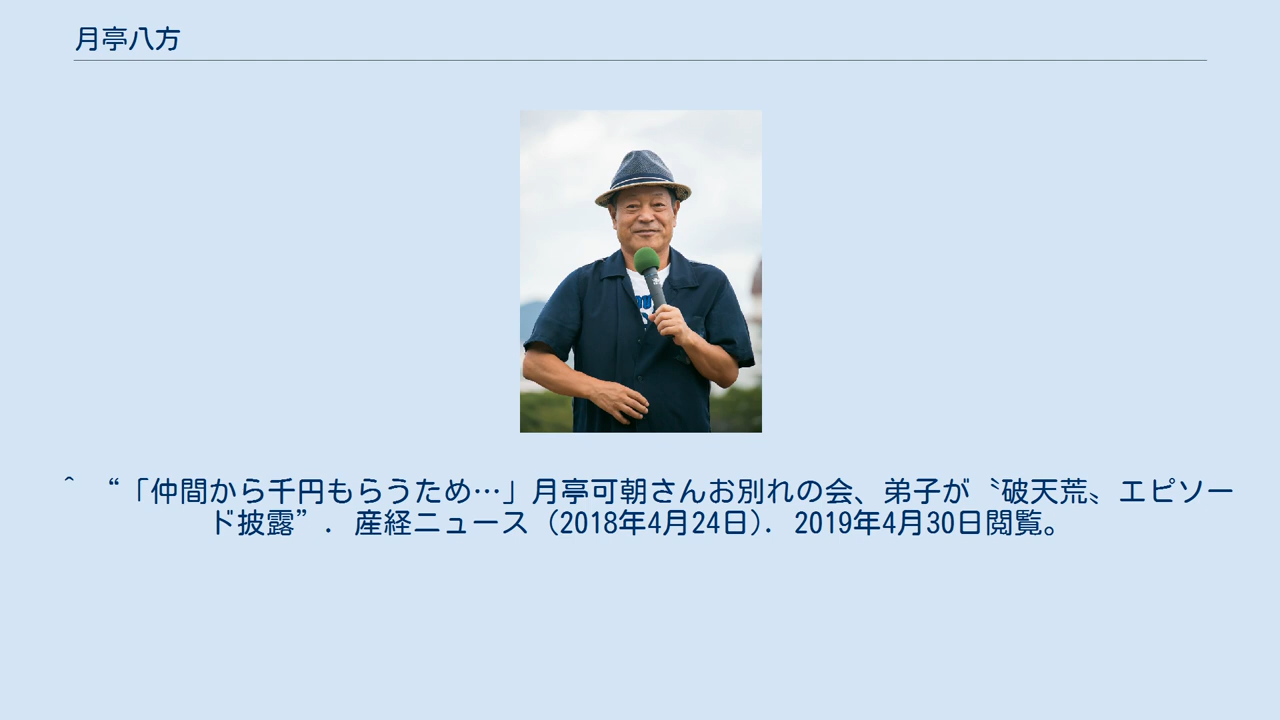 月亭八方
^ “「仲間から千円もらうため…」月亭可朝さんお別れの会、弟子が〝破天荒〟エピソー
ド披露”. 産経ニュース (2018年4月24日). 2019年4月30日閲覧。